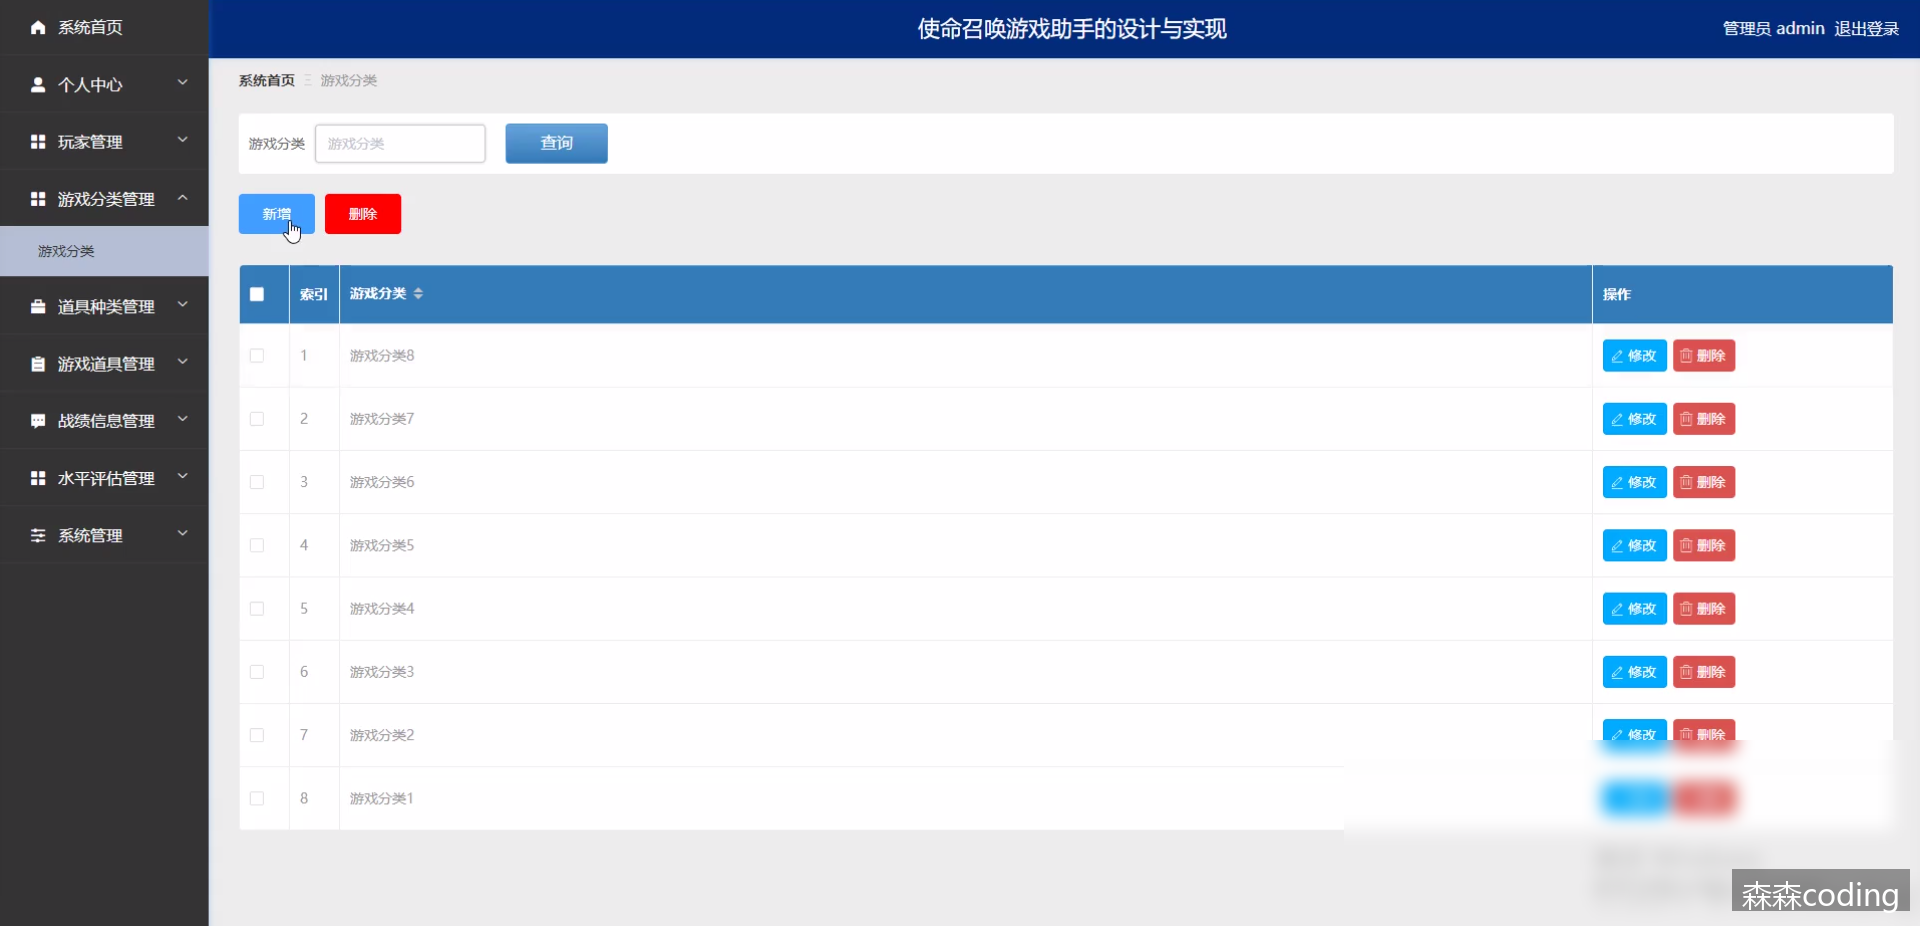 使命召唤游戏助手的设计与实现
管理员 admin 退出登录
系统首页
个人中心
玩家管理
游戏分类管理
游戏分类
道具种类管理
游戏道具管理
战绩信息管理
水平评估管理
系统管理
系统首页 游戏分类
游戏分类 游戏分类 查询
新增 删除
索引 游戏分类 操作
1 游戏分类8 修改 删除
2 游戏分类7 修改 删除
3 游戏分类6 修改 删除
4 游戏分类5 修改 删除
5 游戏分类4 修改 删除
6 游戏分类3 修改 删除
7 游戏分类2 修改 删除
8 游戏分类1
森森coding